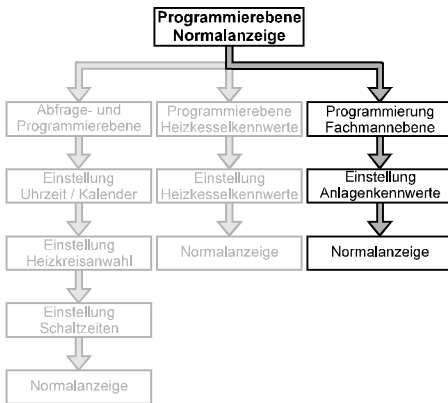 Programmierebene
Normalanzeige
Abfrage- und
Programmierebene
Programmierebene
Heizkesselkennwerte
Programmierung
Fachmannebene
Einstellung
Uhrzeit / Kalender
Einstellung
Heizkesselkennwerte
Einstellung
Anlagenkennwerte
Einstellung
Heizkreisanwahl
Normalanzeige
Normalanzeige
Einstellung
Schaltzeiten
Normalanzeige